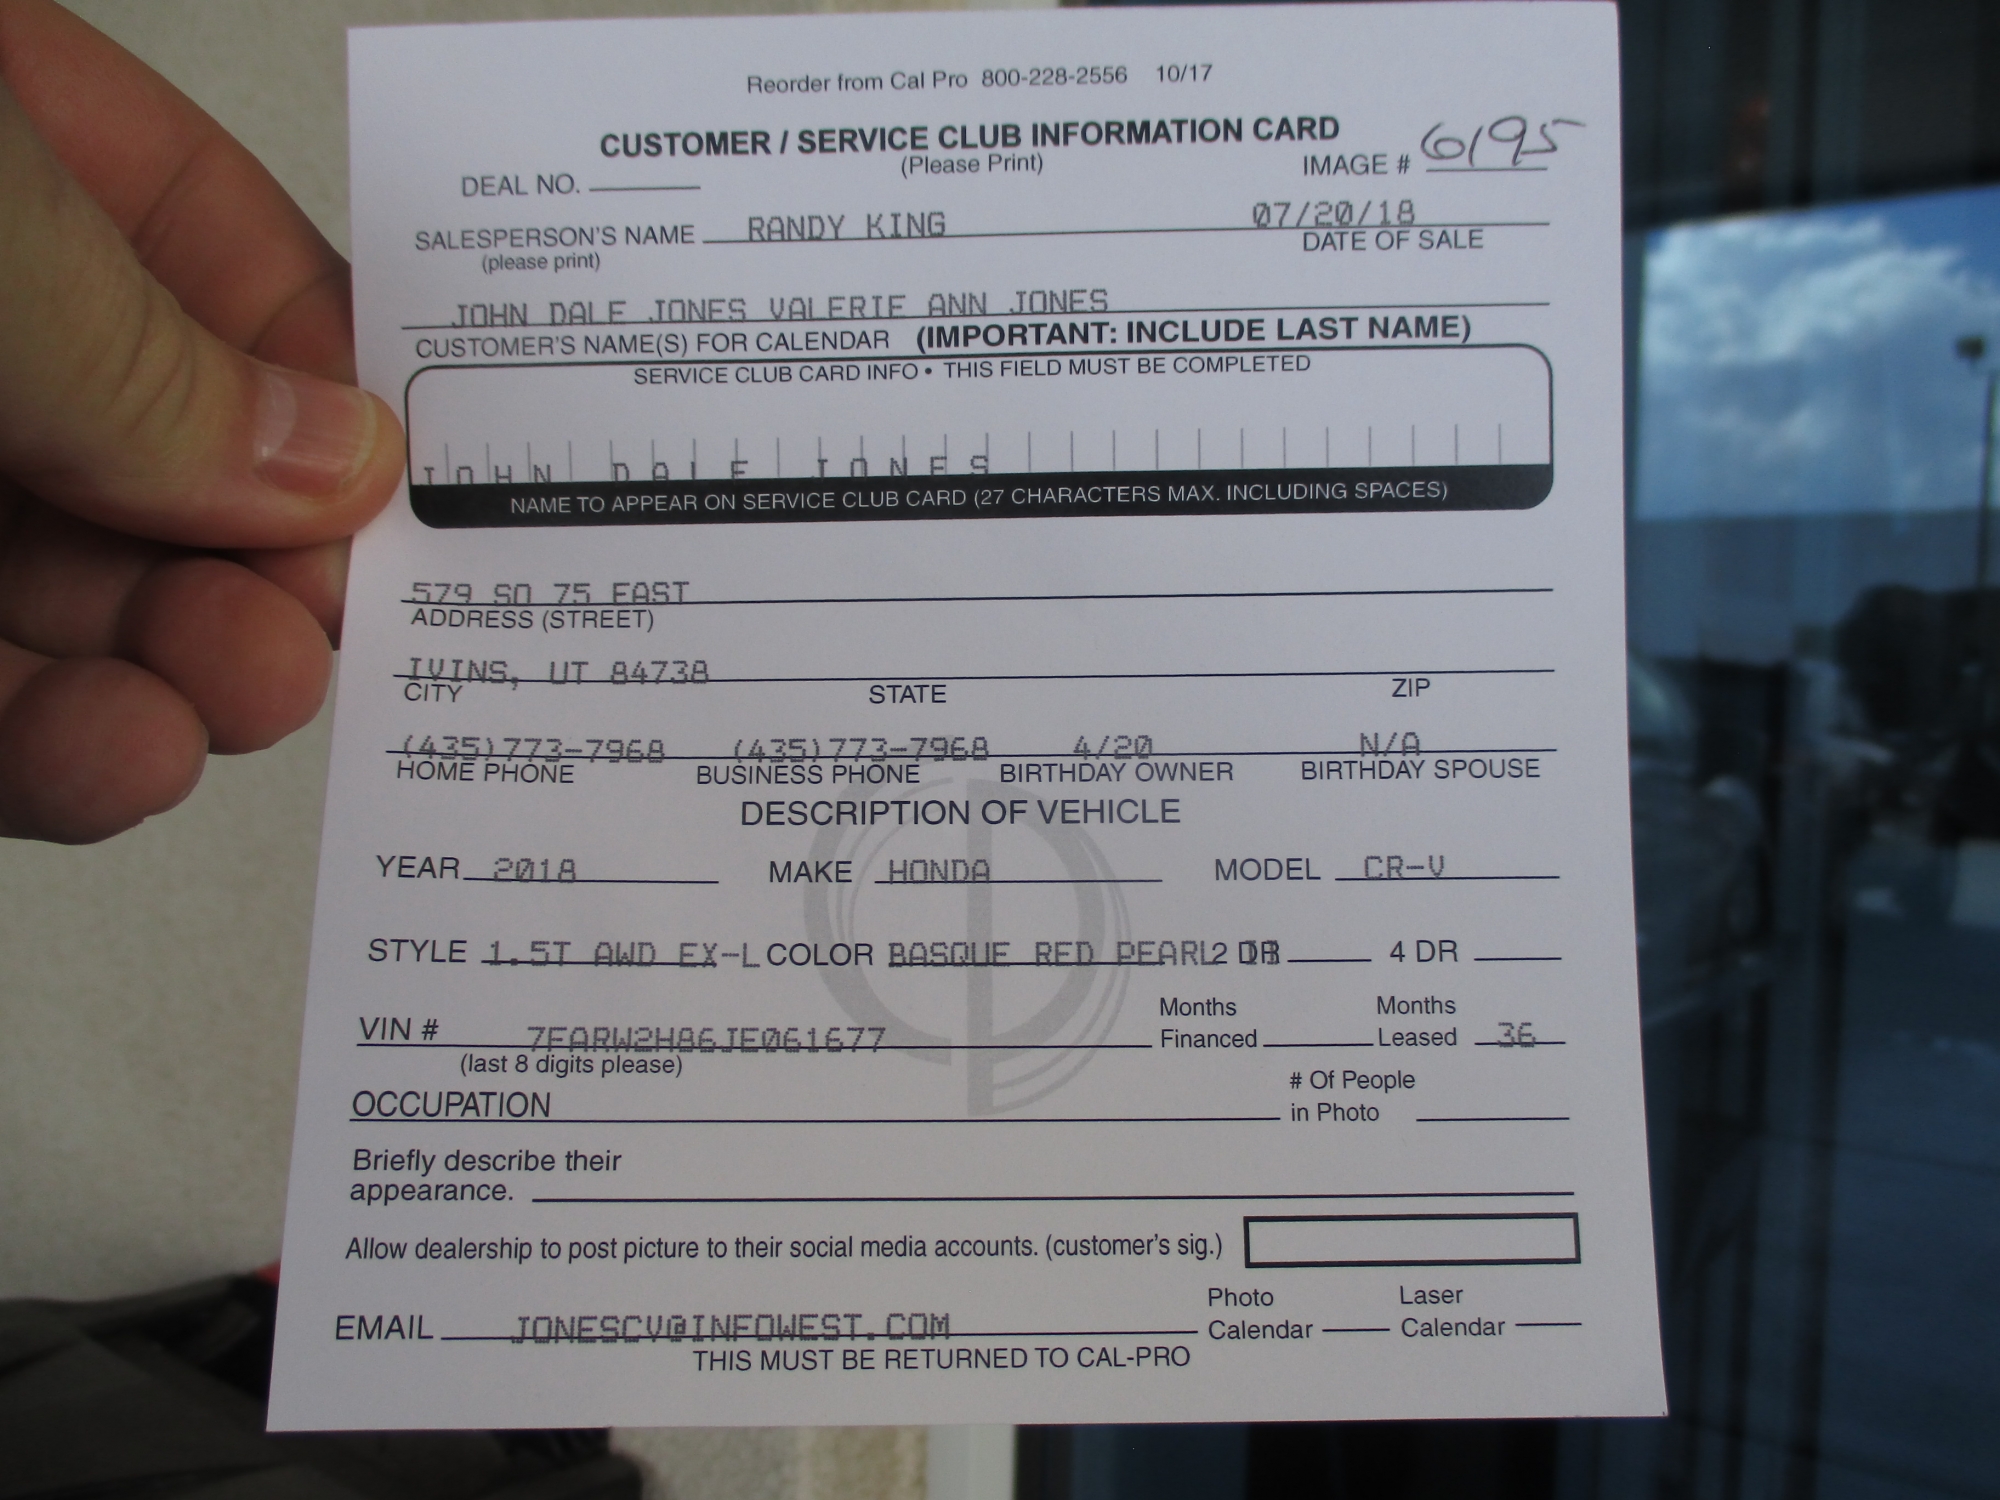 Reorder from Cal Pro 800-228-2556 10/17
CUSTOMER / SERVICE CLUB INFORMATION CARD
(Please Print)
DEAL NO.
IMAGE # 6195
SALESPERSON'S NAME RANDY KING 07/20/18
(please print)
DATE OF SALE
JOHN DALE JONES VALERIE ANN JONES
CUSTOMER'S NAME(S) FOR CALENDAR (IMPORTANT: INCLUDE LAST NAME)
SERVICE CLUB CARD INFO • THIS FIELD MUST BE COMPLETED
JOHN DALE JONES
NAME TO APPEAR ON SERVICE CLUB CARD (27 CHARACTERS MAX. INCLUDING SPACES)
579 SO 75 EAST
ADDRESS (STREET)
IVINS, UT 84738
CITY STATE ZIP
(435)773-7968 (435)773-7968 4/20 N/A
HOME PHONE BUSINESS PHONE BIRTHDAY OWNER BIRTHDAY SPOUSE
DESCRIPTION OF VEHICLE
YEAR 2018 MAKE HONDA MODEL CR-V
STYLE 1.5T AWD EX-L COLOR BASQUE RED PEARL 2 DR 4 DR
VIN # 7FARW2H86JE061677
(last 8 digits please)
Months Financed
Months Leased 36
OCCUPATION
# Of People in Photo
Briefly describe their
appearance.
Allow dealership to post picture to their social media accounts. (customer's sig.)
EMAIL JONESCV@INFOWEST.COM
Photo Calendar
Laser Calendar
THIS MUST BE RETURNED TO CAL-PRO